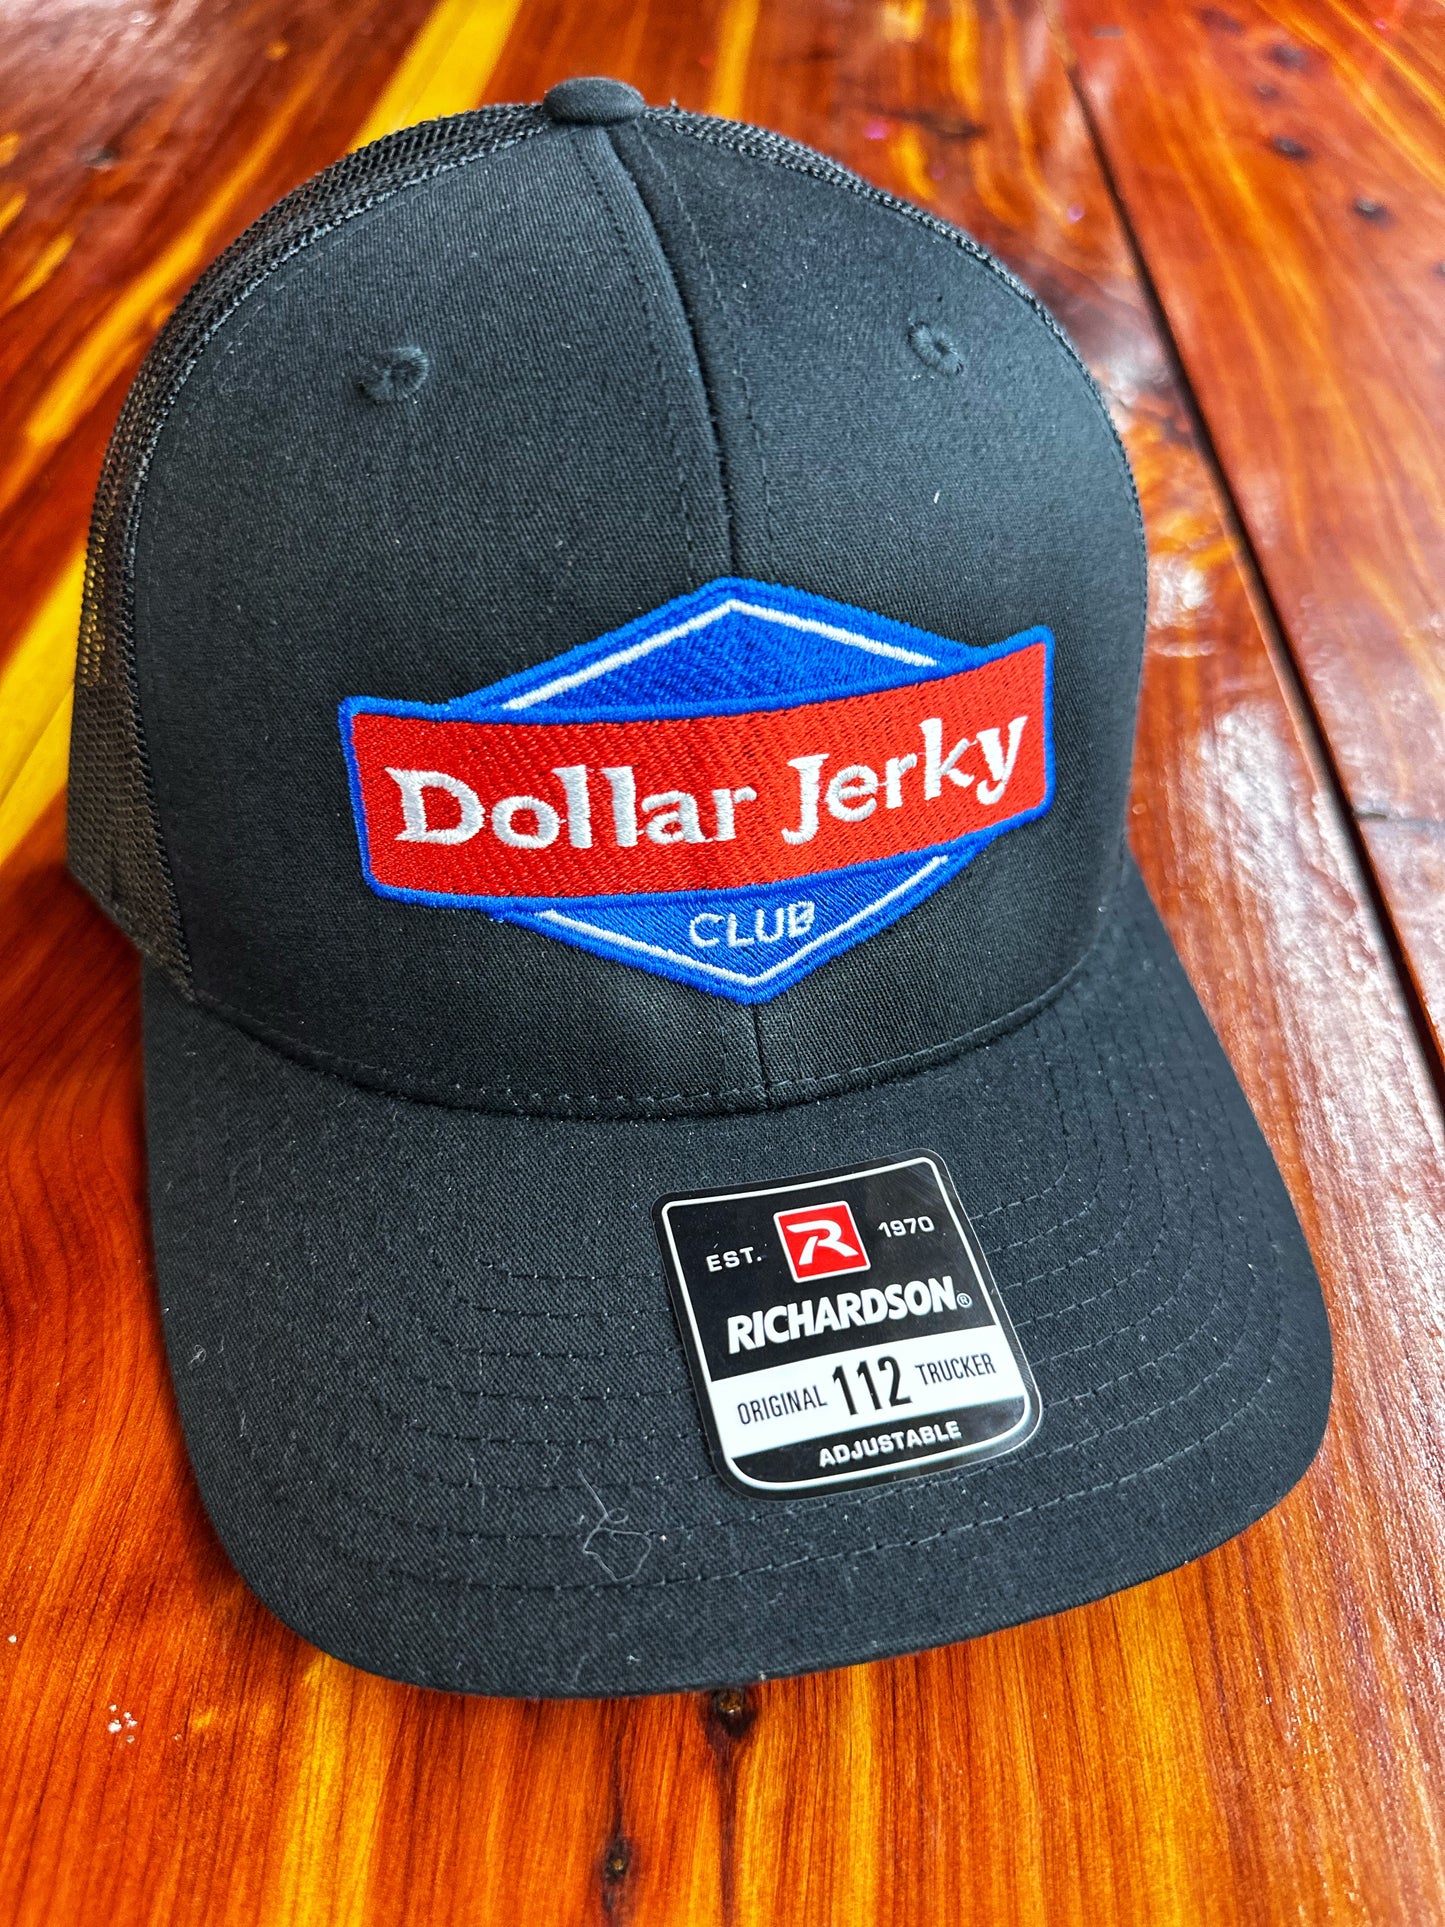 Dollar Jerky
CLUB
EST. R 1970
RICHARDSON®
ORIGINAL 112 TRUCKER
ADJUSTABLE